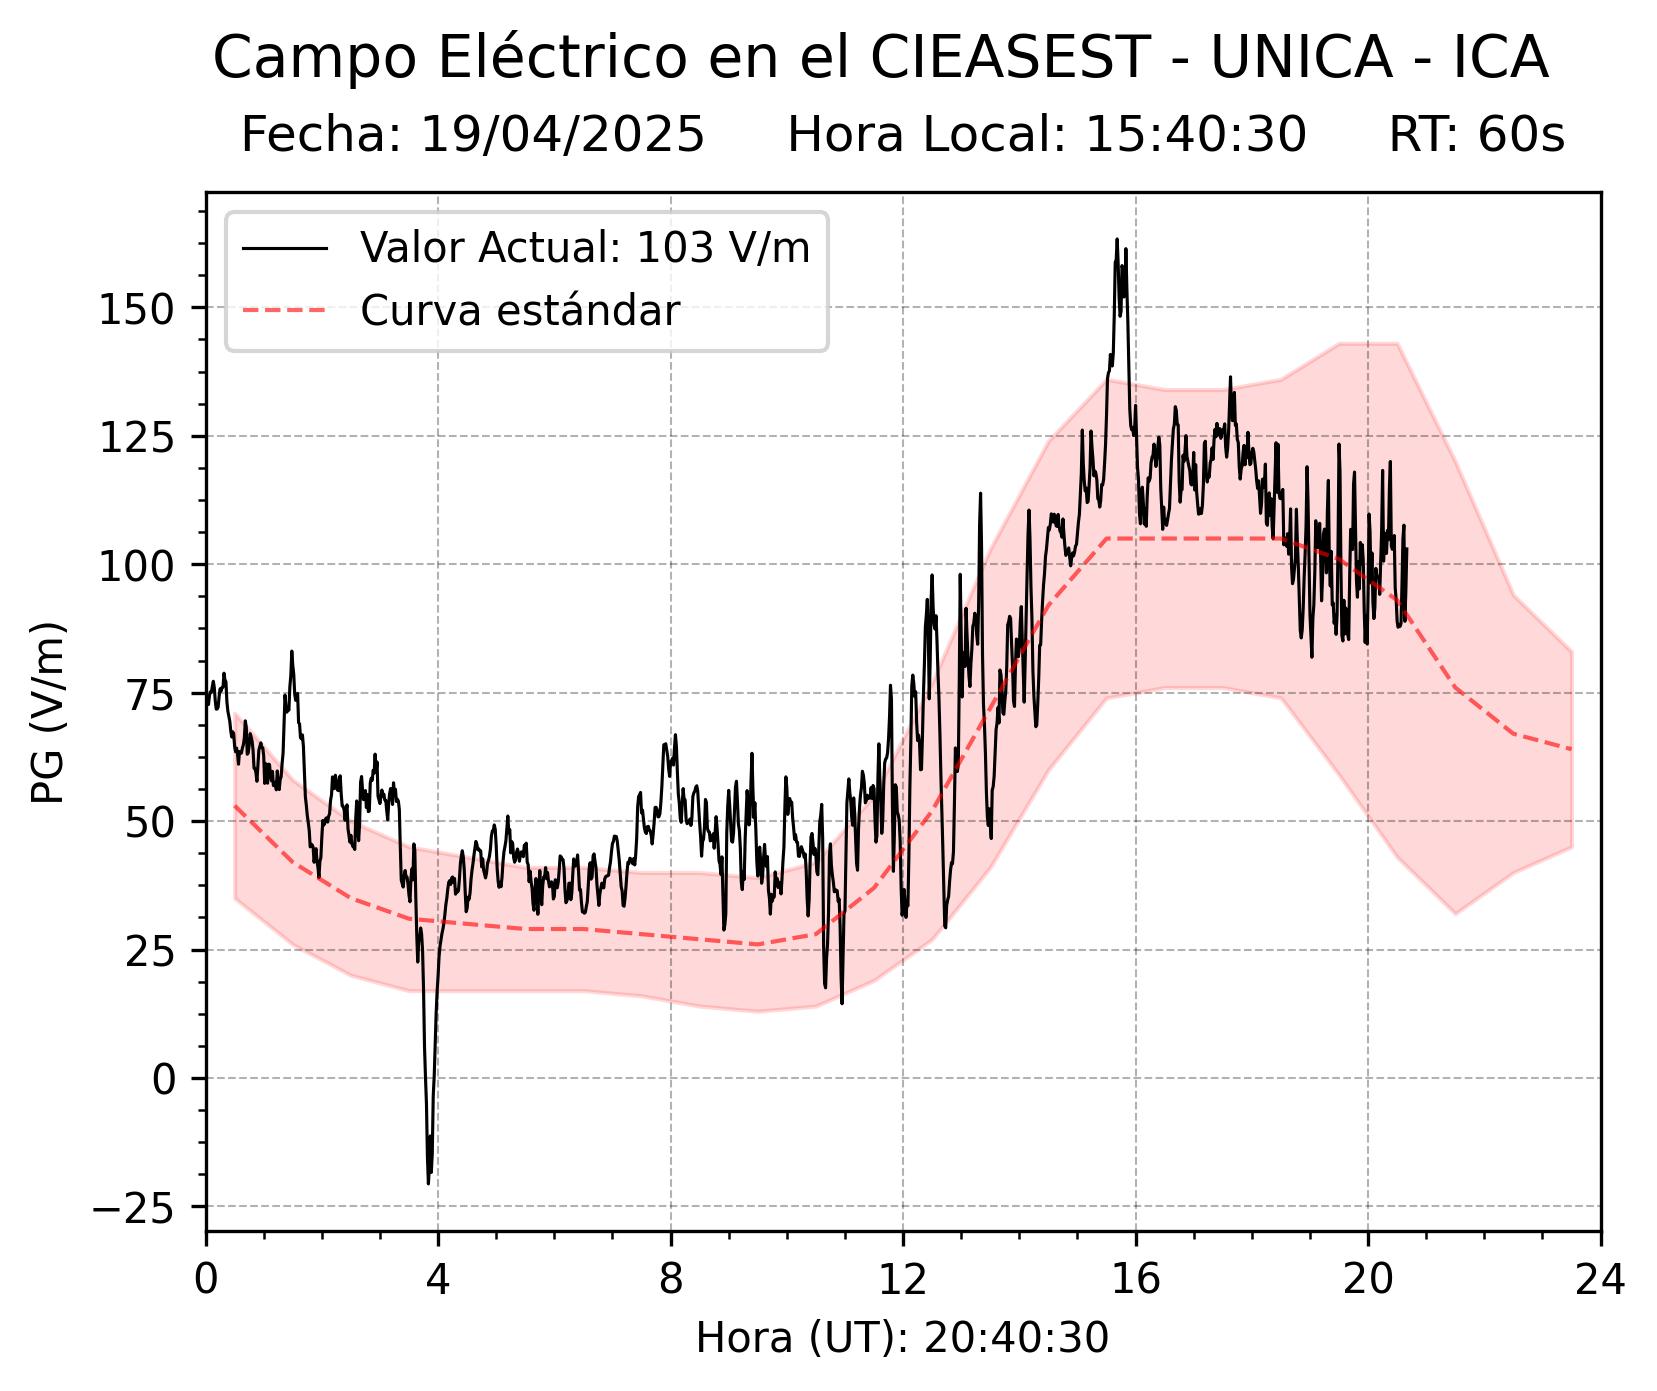 Campo Eléctrico en el CIEASEST - UNICA - ICA
Fecha: 19/04/2025 Hora Local: 15:40:30 RT: 60s
Valor Actual: 103 V/m
Curva estándar
PG (V/m)
150
125
100
75
50
25
0
−25
0 4 8 12 16 20 24
Hora (UT): 20:40:30